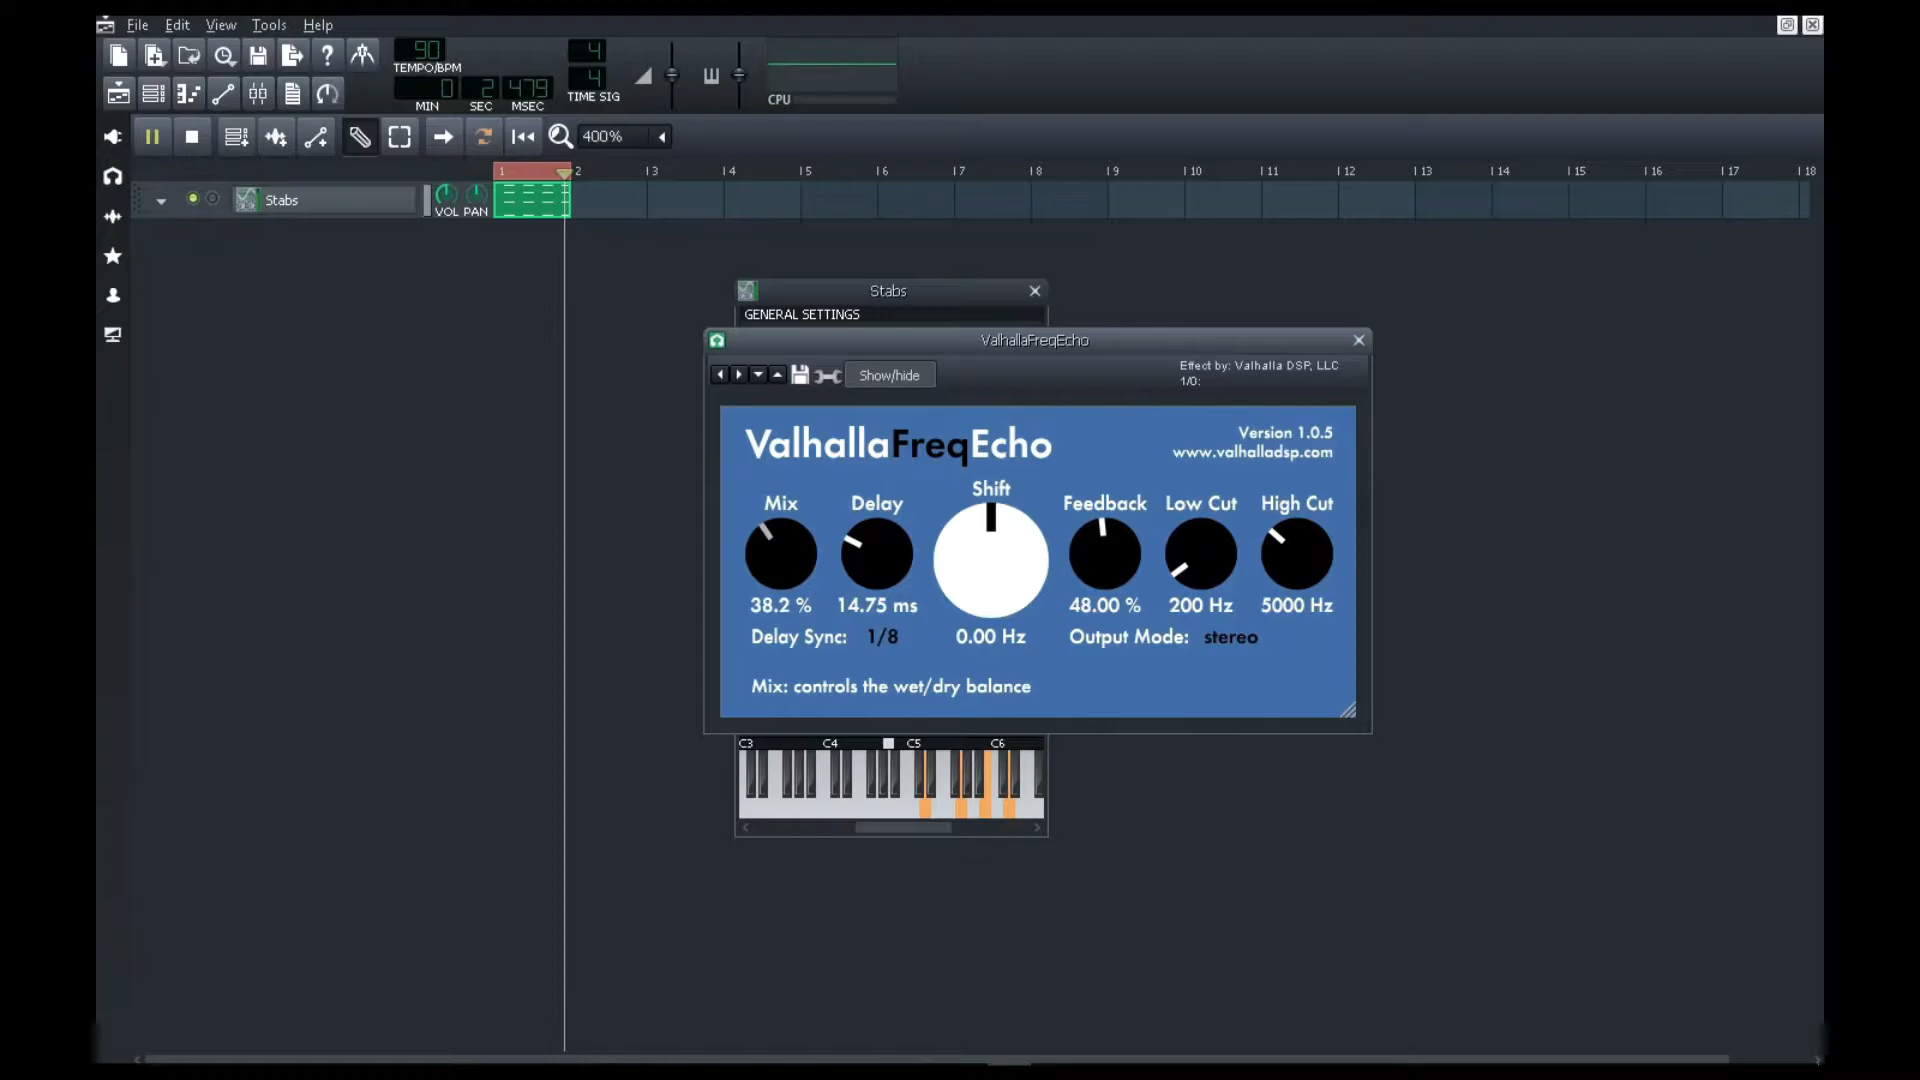 File Edit View Tools Help
90
TEMPO/BPM
0 2 479
MIN SEC MSEC
4
4
TIME SIG
CPU
400%
1 2 3 4 5 6 7 8 9 10 11 12 13 14 15 16 17 18
Stabs
VOL PAN
Stabs
GENERAL SETTINGS
ValhallaFreqEcho
Show/hide
Effect by: Valhalla DSP, LLC
1/0:
ValhallaFreqEcho
Version 1.0.5
www.valhalladsp.com
Mix Delay Shift Feedback Low Cut High Cut
38.2 % 14.75 ms 48.00 % 200 Hz 5000 Hz
Delay Sync: 1/8 0.00 Hz Output Mode: stereo
Mix: controls the wet/dry balance
C3 C4 C5 C6